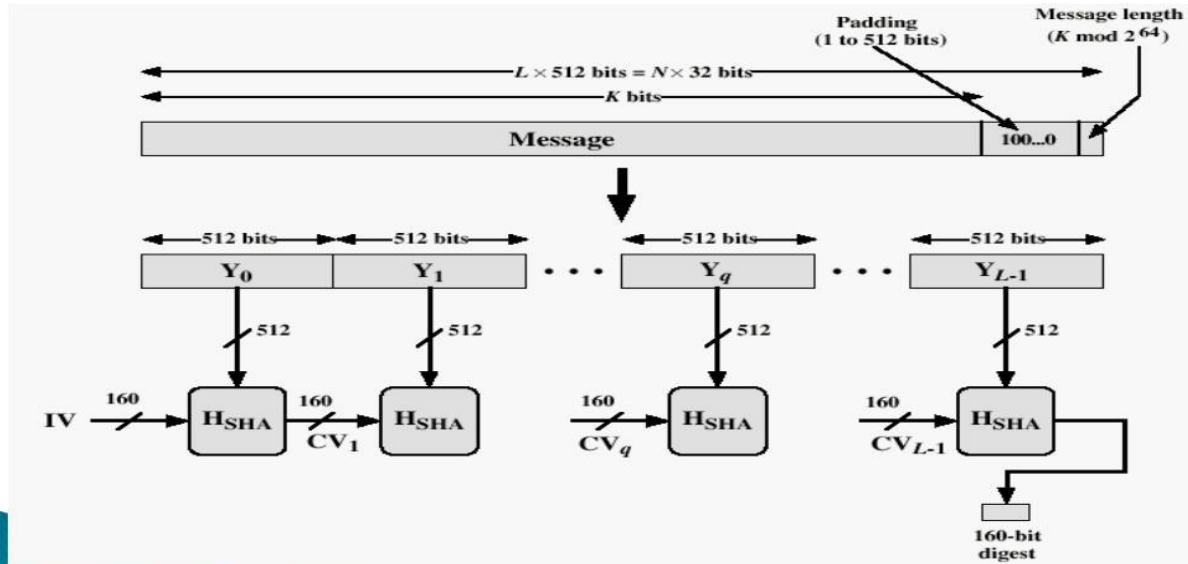 Padding
(1 to 512 bits)
Message length
(K mod 2^64)
L × 512 bits = N × 32 bits
K bits
Message 100...0
512 bits 512 bits 512 bits 512 bits
Y0 Y1 • • • Yq • • • YL-1
512 512 512 512
IV 160 HSHA 160 CV1 HSHA 160 CVq HSHA 160 CVL-1 HSHA
160-bit
digest